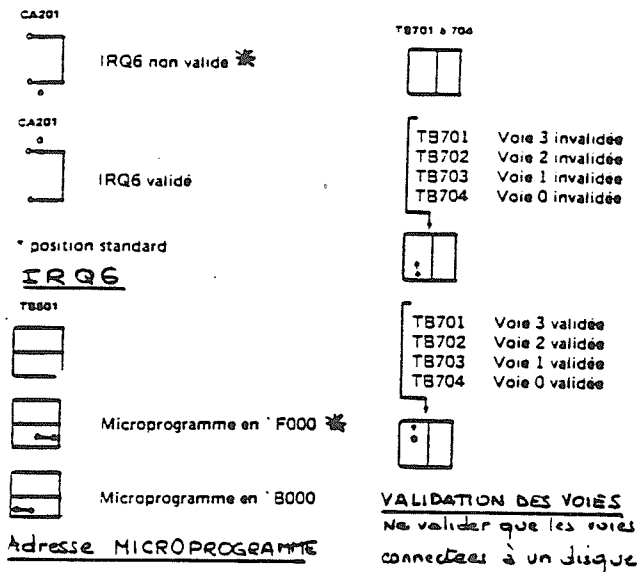 CA201
IRQ6 non validé
CA201
IRQ6 validé
* position standard
IRQ6
TB801
Microprogramme en 'F000
Microprogramme en 'B000
Adresse MICROPROGRAMME
TB701 à 704
TB701 Voie 3 invalidée
TB702 Voie 2 invalidée
TB703 Voie 1 invalidée
TB704 Voie 0 invalidée
TB701 Voie 3 validée
TB702 Voie 2 validée
TB703 Voie 1 validée
TB704 Voie 0 validée
VALIDATION DES VOIES
Ne valider que les voies
connectées à un disque